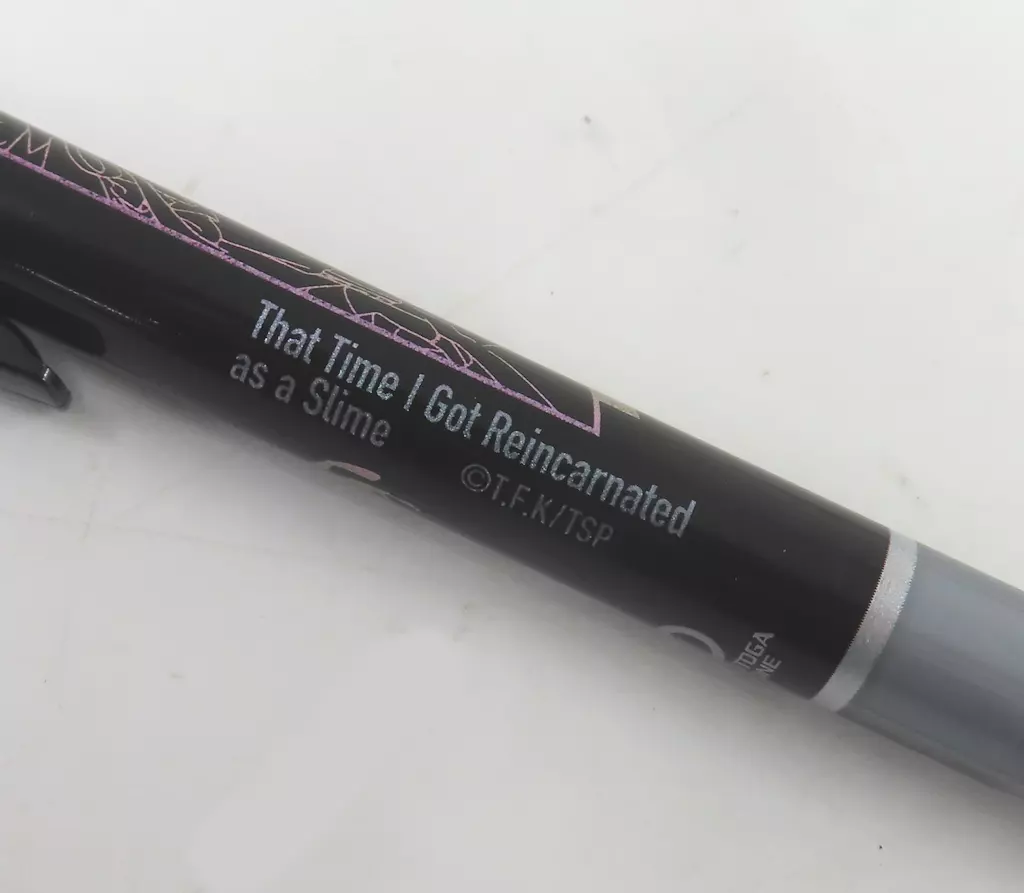 That Time I Got Reincarnated
as a Slime
©T.F.K/TSP